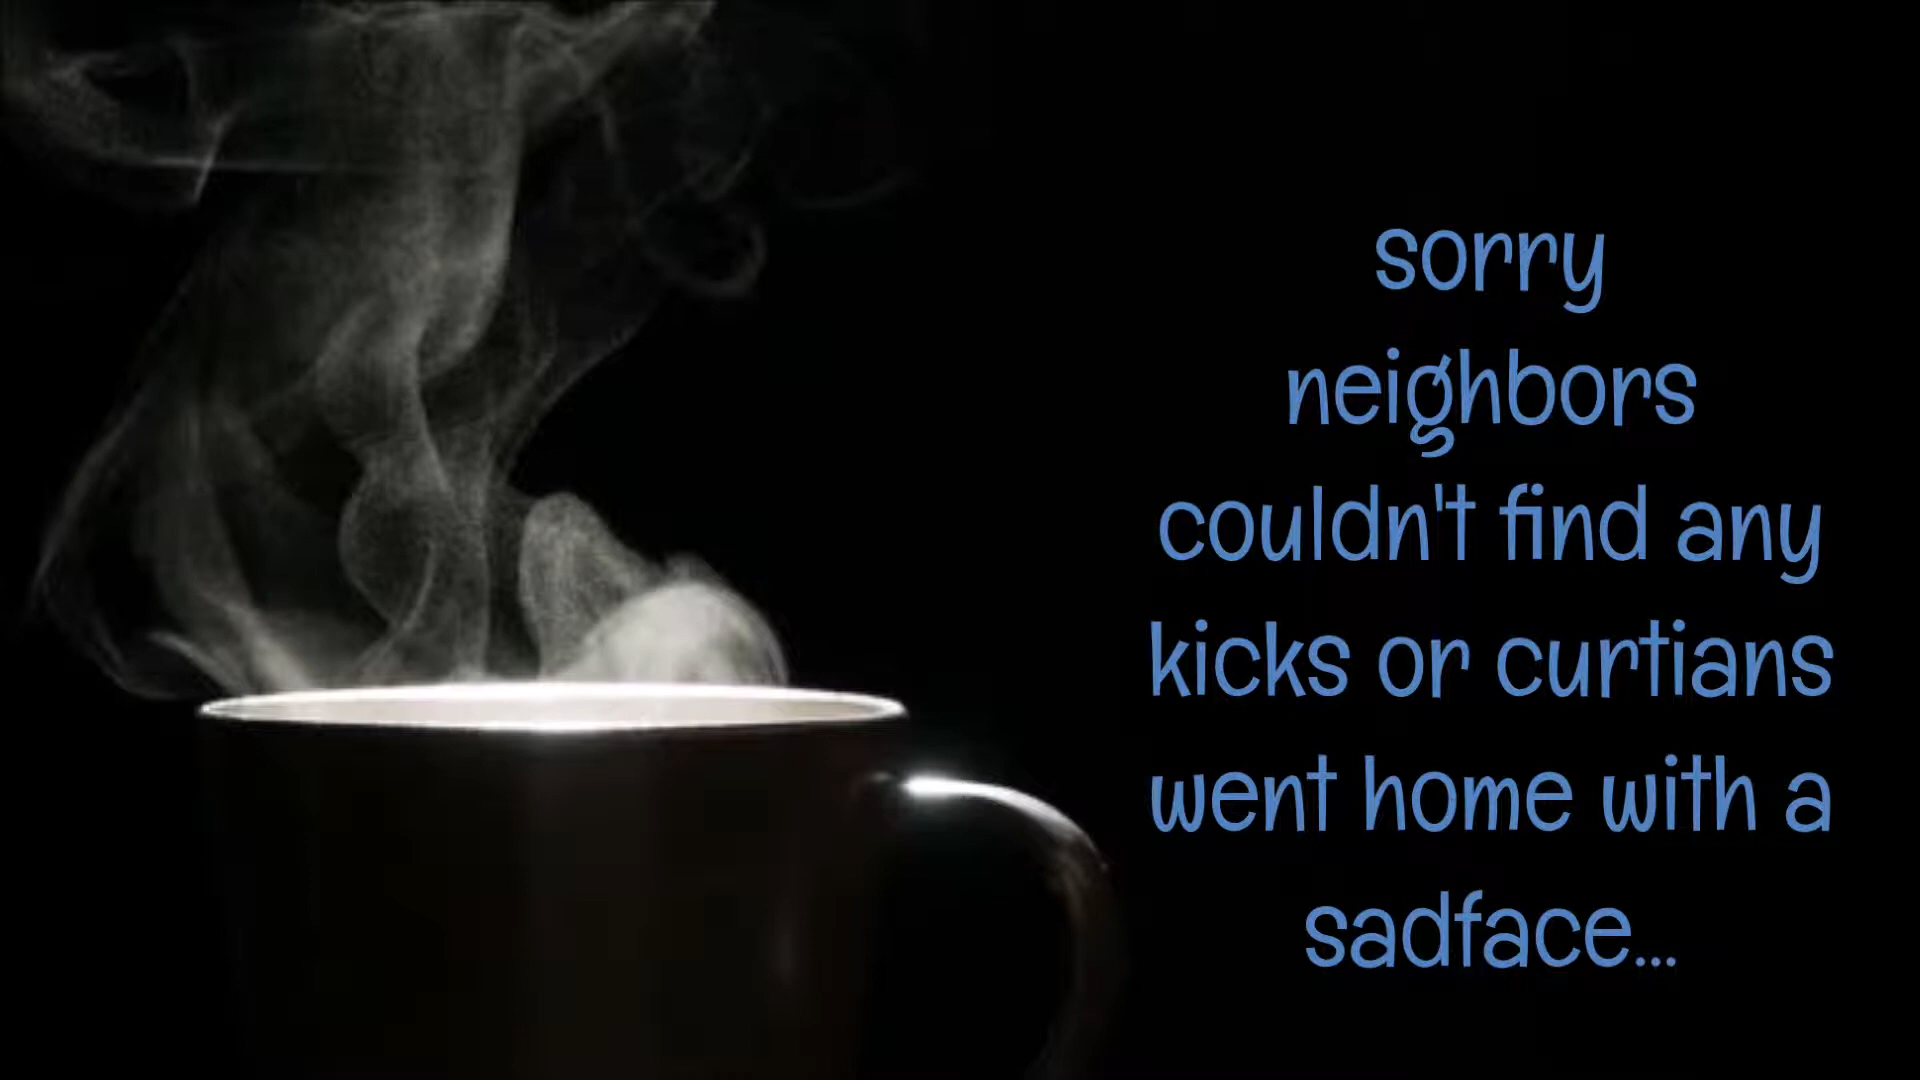 sorry
neighbors
couldn't find any
kicks or curtians
went home with a
sadface...